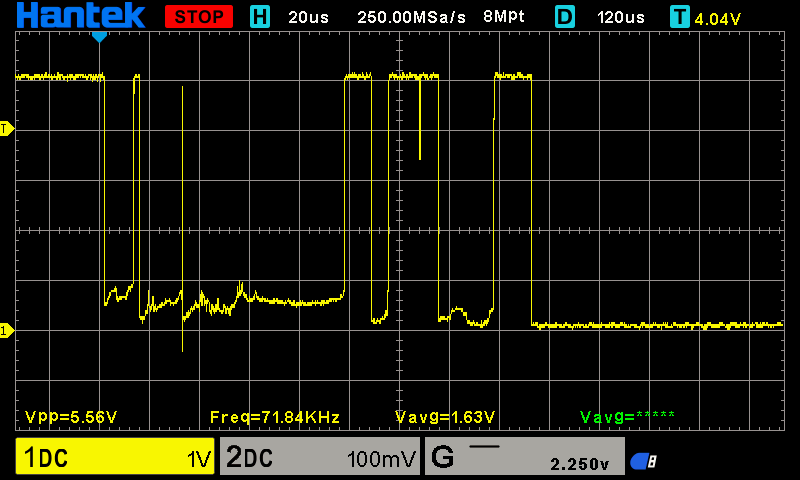 Hantek STOP H 20us 250.00MSa/s 8Mpt D 120us T 4.04V
T
1
Vpp=5.56V Freq=71.84KHz Vavg=1.63V Vavg=*****
1DC 1V 2DC 100mV G 2.250v